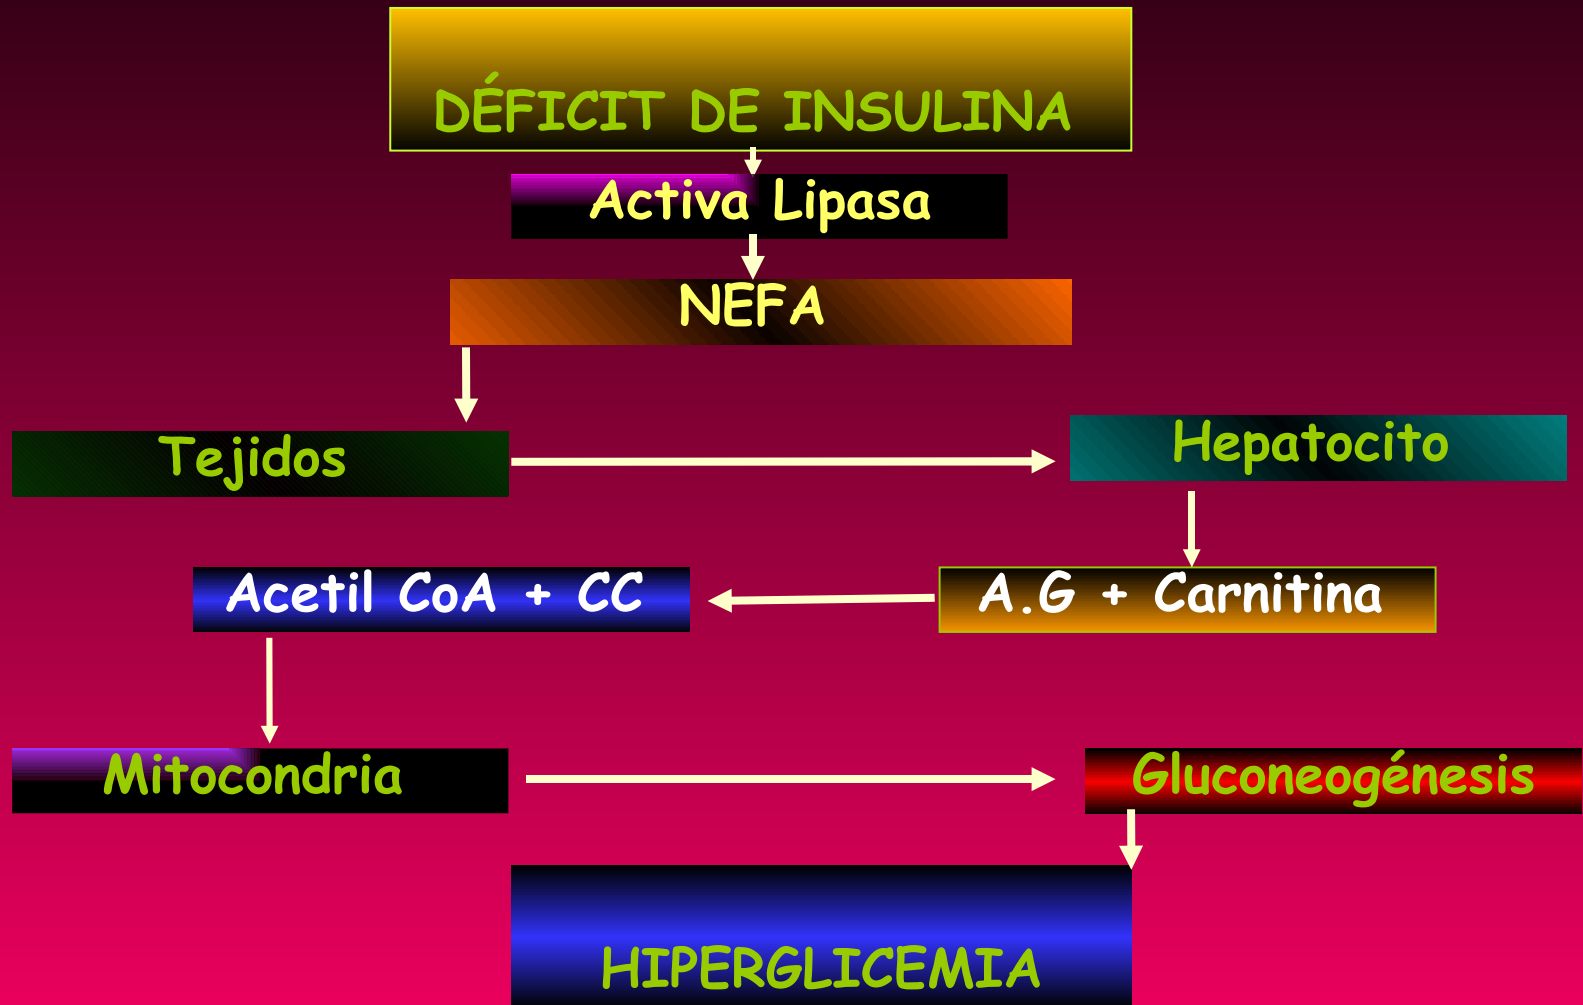 DÉFICIT DE INSULINA
Activa Lipasa
NEFA
Tejidos
Hepatocito
Acetil CoA + CC
A.G + Carnitina
Mitocondria
Gluconeogénesis
HIPERGLICEMIA